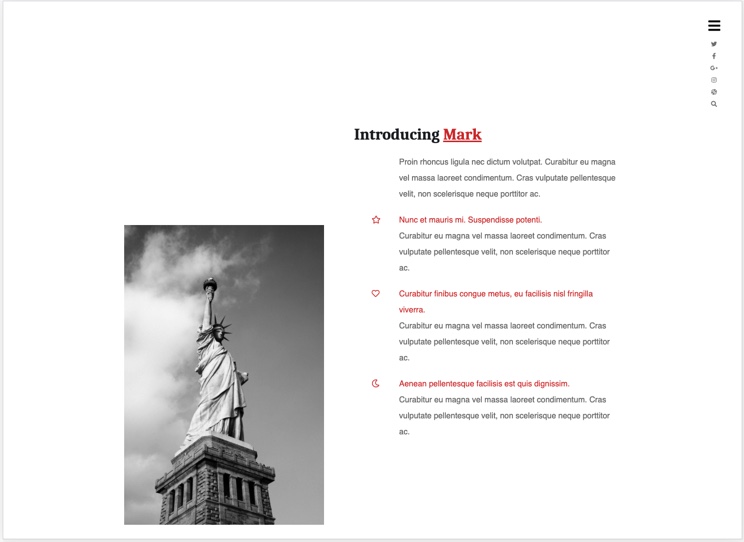 Introducing Mark
Proin rhoncus ligula nec dictum volutpat. Curabitur eu magna
vel massa laoreet condimentum. Cras vulputate pellentesque
velit, non scelerisque neque porttitor ac.
Nunc et mauris mi. Suspendisse potenti.
Curabitur eu magna vel massa laoreet condimentum. Cras
vulputate pellentesque velit, non scelerisque neque porttitor
ac.
Curabitur finibus congue metus, eu facilisis nisl fringilla
viverra.
Curabitur eu magna vel massa laoreet condimentum. Cras
vulputate pellentesque velit, non scelerisque neque porttitor
ac.
Aenean pellentesque facilisis est quis dignissim.
Curabitur eu magna vel massa laoreet condimentum. Cras
vulputate pellentesque velit, non scelerisque neque porttitor
ac.